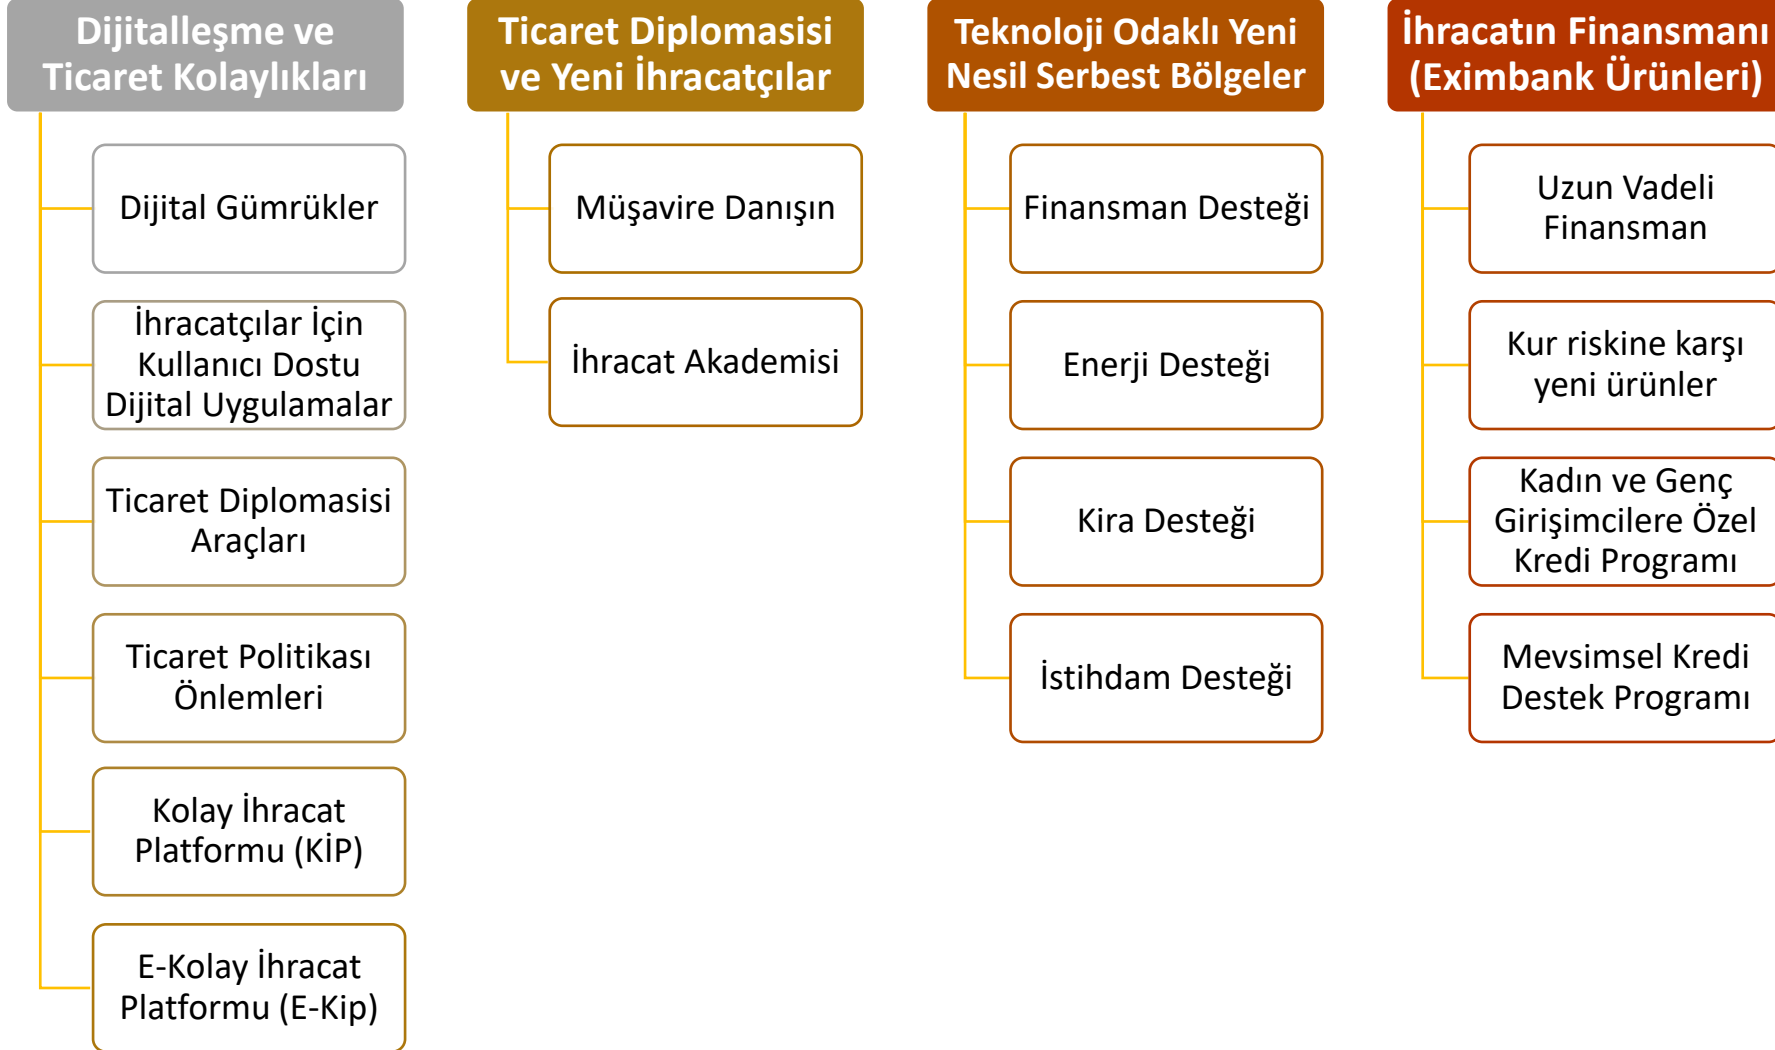 Dijitalleşme ve
Ticaret Kolaylıkları
Dijital Gümrükler
İhracatçılar İçin
Kullanıcı Dostu
Dijital Uygulamalar
Ticaret Diplomasisi
Araçları
Ticaret Politikası
Önlemleri
Kolay İhracat
Platformu (KİP)
E-Kolay İhracat
Platformu (E-Kip)
Ticaret Diplomasisi
ve Yeni İhracatçılar
Müşavire Danışın
İhracat Akademisi
Teknoloji Odaklı Yeni
Nesil Serbest Bölgeler
Finansman Desteği
Enerji Desteği
Kira Desteği
İstihdam Desteği
İhracatın Finansmanı
(Eximbank Ürünleri)
Uzun Vadeli
Finansman
Kur riskine karşı
yeni ürünler
Kadın ve Genç
Girişimcilere Özel
Kredi Programı
Mevsimsel Kredi
Destek Programı